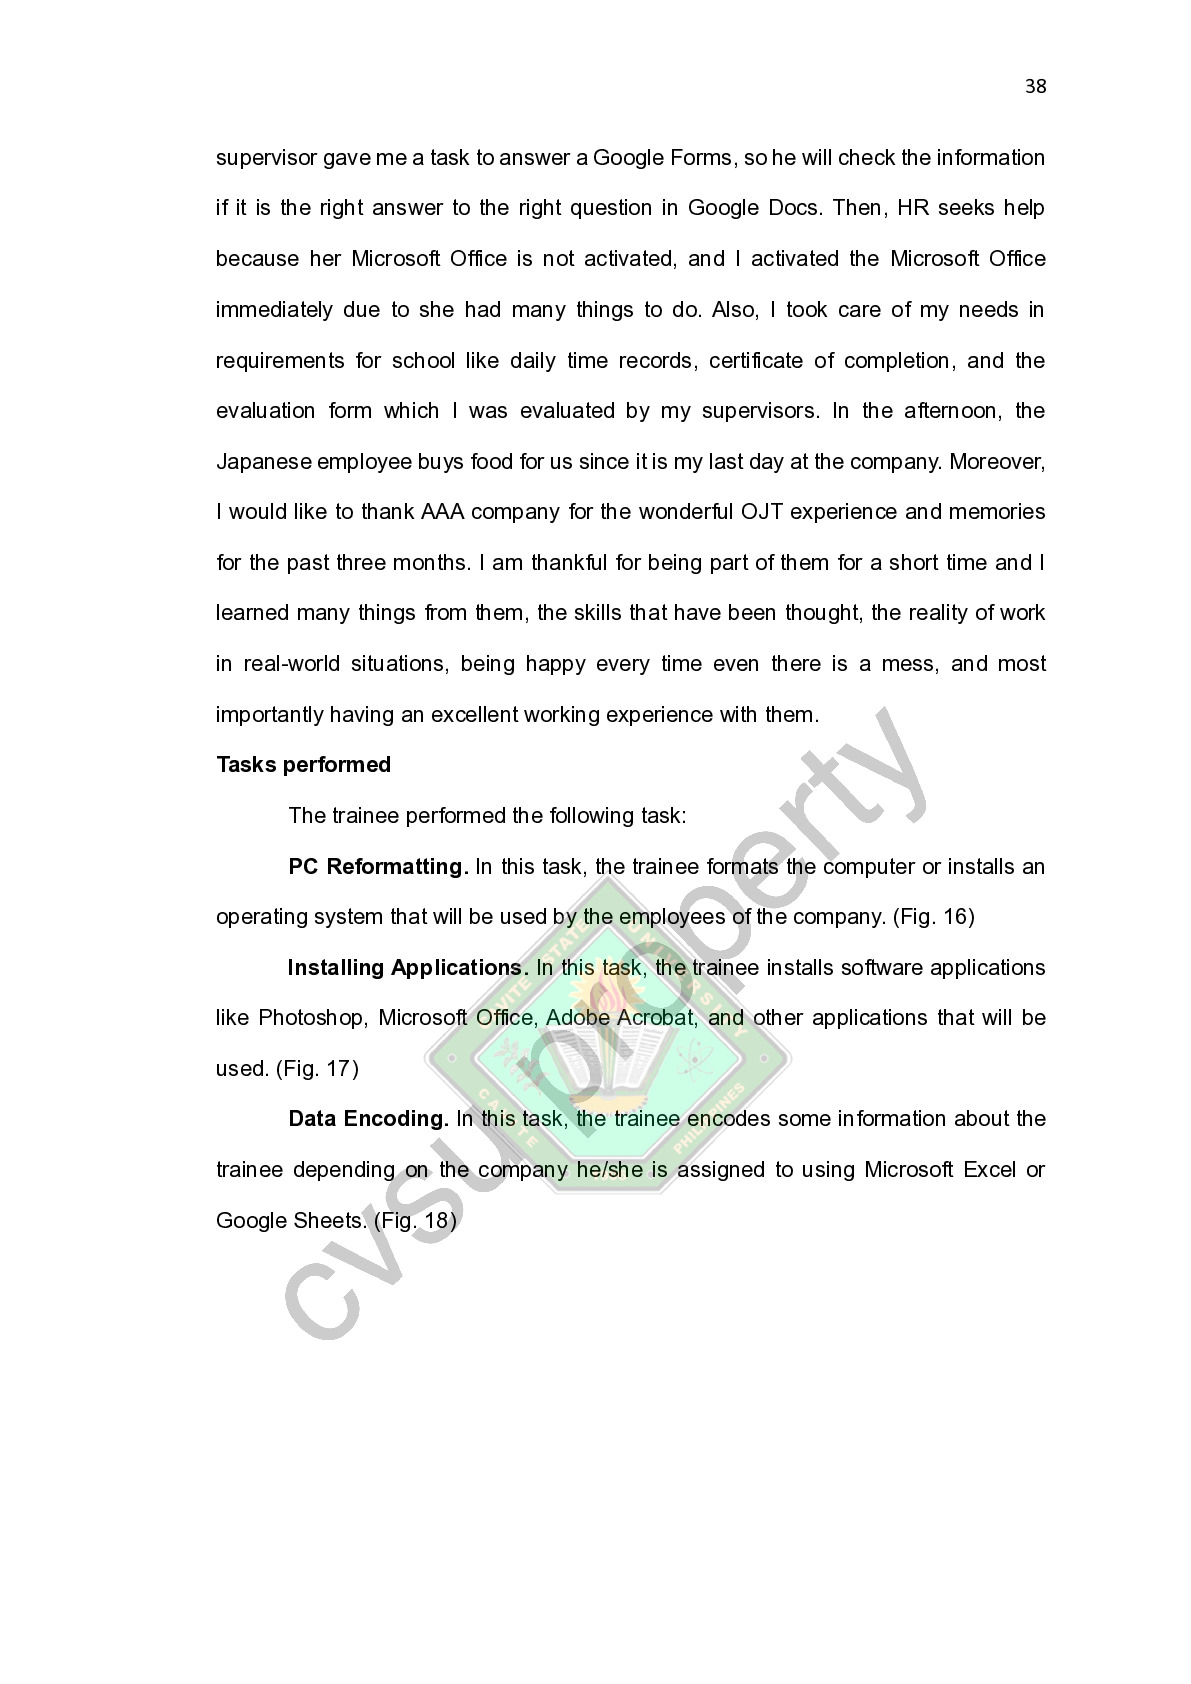 38
supervisor gave me a task to answer a Google Forms, so he will check the information
if it is the right answer to the right question in Google Docs. Then, HR seeks help
because her Microsoft Office is not activated, and I activated the Microsoft Office
immediately due to she had many things to do. Also, I took care of my needs in
requirements for school like daily time records, certificate of completion, and the
evaluation form which I was evaluated by my supervisors. In the afternoon, the
Japanese employee buys food for us since it is my last day at the company. Moreover,
I would like to thank AAA company for the wonderful OJT experience and memories
for the past three months. I am thankful for being part of them for a short time and I
learned many things from them, the skills that have been thought, the reality of work
in real-world situations, being happy every time even there is a mess, and most
importantly having an excellent working experience with them.
Tasks performed
The trainee performed the following task:
PC Reformatting. In this task, the trainee formats the computer or installs an
operating system that will be used by the employees of the company. (Fig. 16)
Installing Applications. In this task, the trainee installs software applications
like Photoshop, Microsoft Office, Adobe Acrobat, and other applications that will be
used. (Fig. 17)
Data Encoding. In this task, the trainee encodes some information about the
trainee depending on the company he/she is assigned to using Microsoft Excel or
Google Sheets. (Fig. 18)
cvsu property
CAVITE STATE UNIVERSITY
CAVITE
PHILIPPINES